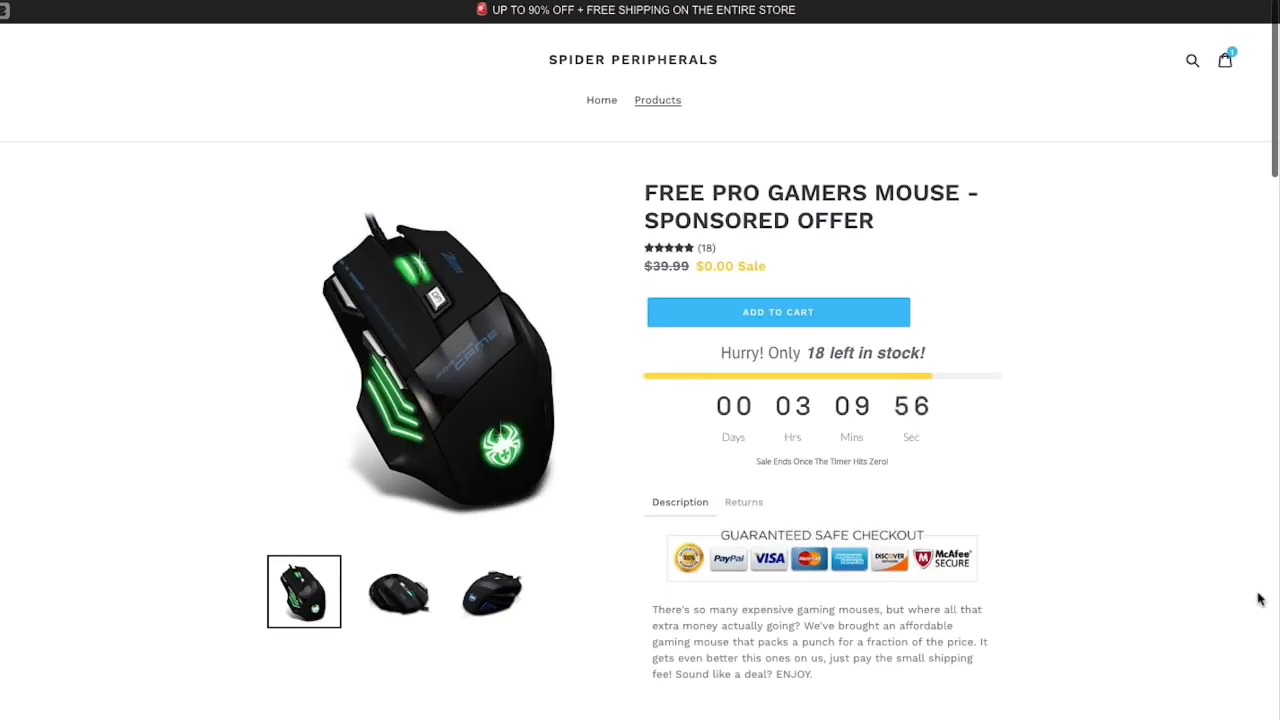 🚨 UP TO 90% OFF + FREE SHIPPING ON THE ENTIRE STORE
SPIDER PERIPHERALS
1
Home Products
FREE PRO GAMERS MOUSE -
SPONSORED OFFER
★★★★★ (18)
$39.99 $0.00 Sale
ADD TO CART
Hurry! Only 18 left in stock!
00 03 09 56
Days Hrs Mins Sec
Sale Ends Once The Timer Hits Zero!
Description Returns
GUARANTEED SAFE CHECKOUT
PayPal VISA MasterCard DISCOVER McAfee
SECURE
There's so many expensive gaming mouses, but where all that
extra money actually going? We've brought an affordable
gaming mouse that packs a punch for a fraction of the price. It
gets even better this ones on us, just pay the small shipping
fee! Sound like a deal? ENJOY.